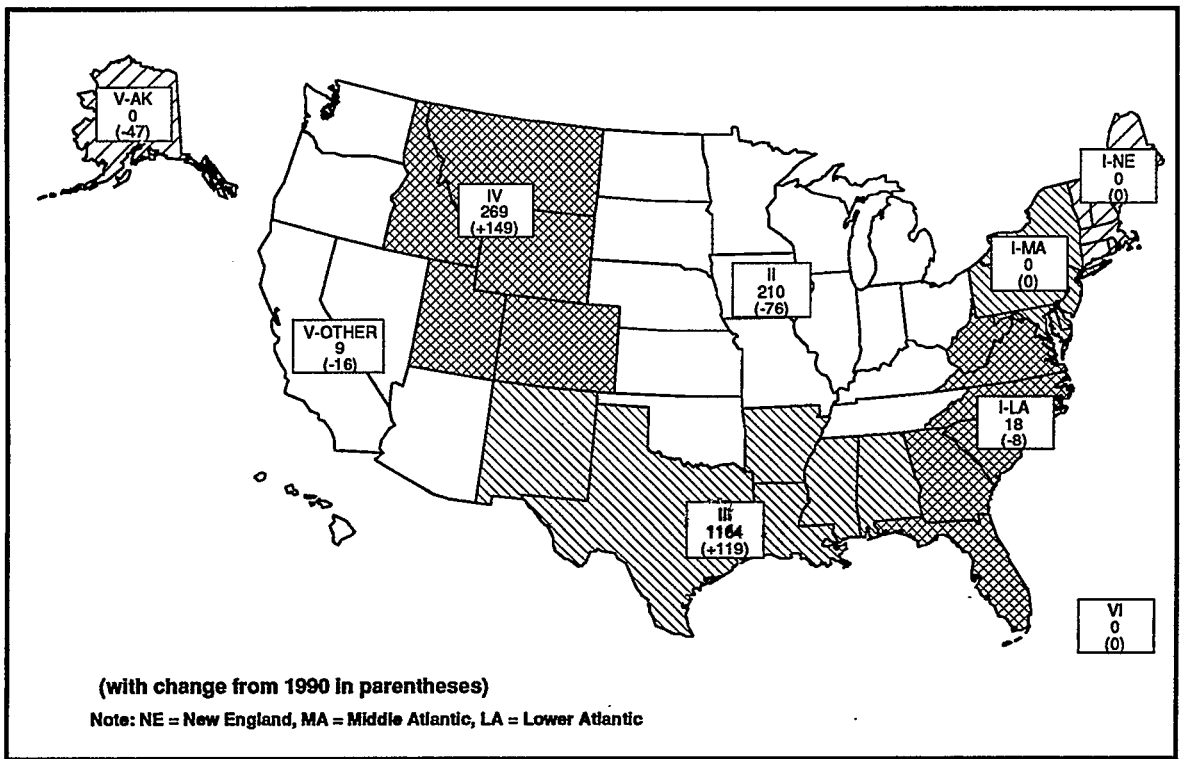 V-AK
0
(-47)
I-NE
0
(0)
IV
269
(+149)
I-MA
0
(0)
II
210
(-76)
V-OTHER
9
(-16)
I-LA
18
(-8)
III
1164
(+119)
VI
0
(0)
(with change from 1990 in parentheses)
Note: NE = New England, MA = Middle Atlantic, LA = Lower Atlantic